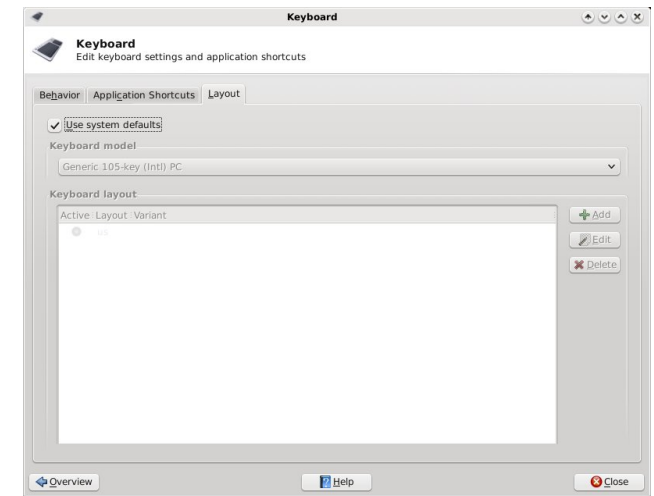 Keyboard
Keyboard
Edit keyboard settings and application shortcuts
Behavior Application Shortcuts Layout
Use system defaults
Keyboard model
Generic 105-key (Intl) PC
Keyboard layout
Active Layout Variant
us
Add
Edit
Delete
Overview Help Close